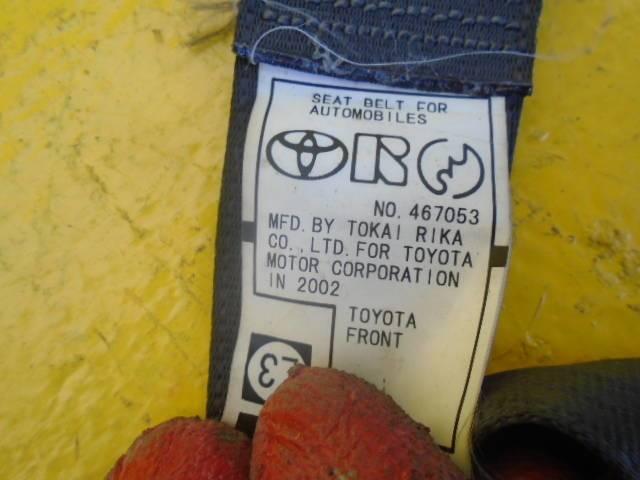 SEAT BELT FOR
AUTOMOBILES
NO. 467053
MFD. BY TOKAI RIKA
CO., LTD. FOR TOYOTA
MOTOR CORPORATION
IN 2002
TOYOTA
FRONT